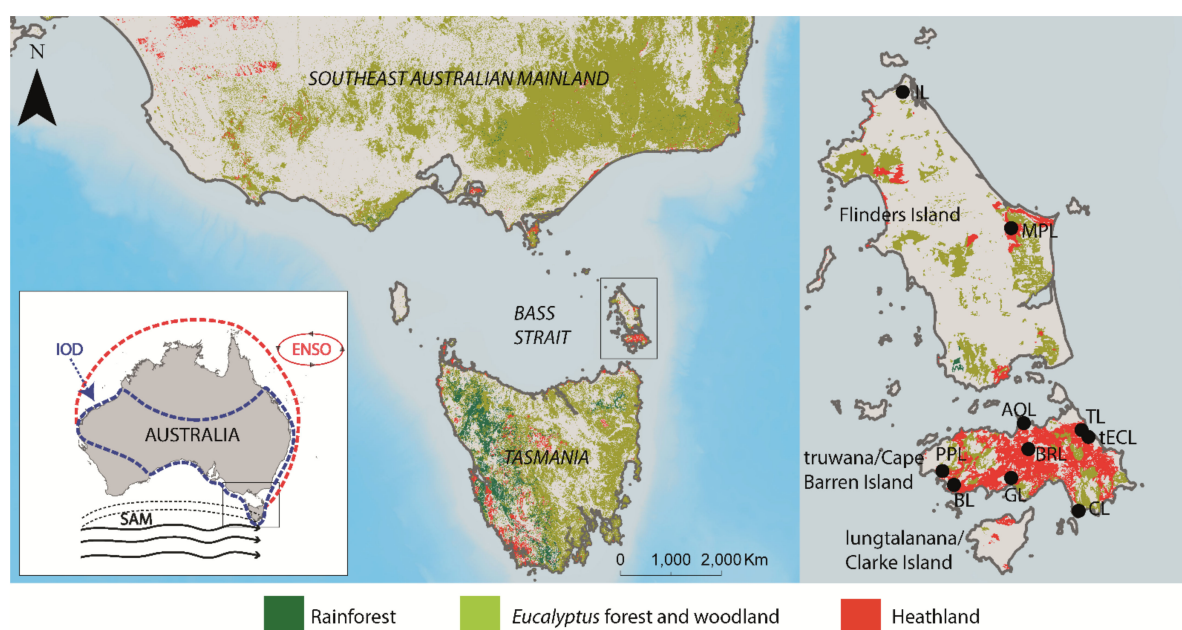 N
SOUTHEAST AUSTRALIAN MAINLAND
BASS
STRAIT
TASMANIA
0 1,000 2,000 Km
IOD
ENSO
AUSTRALIA
SAM
IL
Flinders Island
MPL
AOL
TL
tECL
PPL
BRL
truwana/Cape
Barren Island
BL
GL
CL
lungtalanana/
Clarke Island
Rainforest
Eucalyptus forest and woodland
Heathland